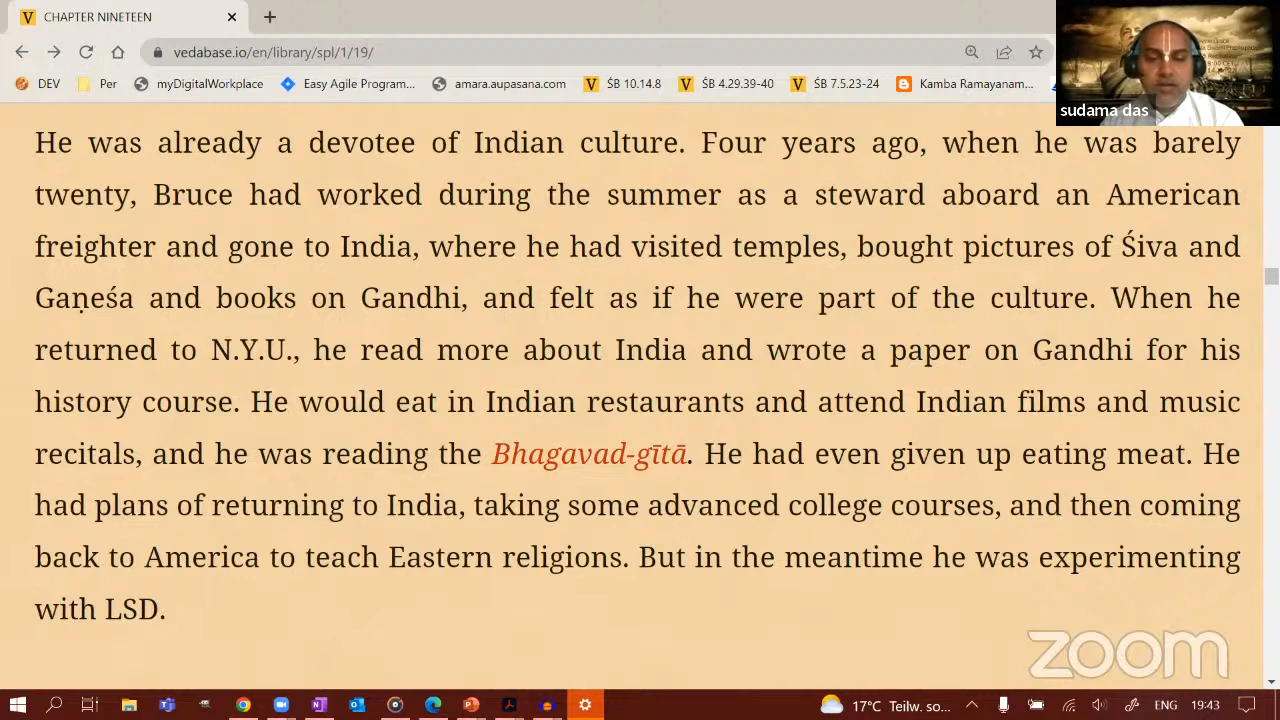 CHAPTER NINETEEN
vedabase.io/en/library/spl/1/19/
DEV
Per
myDigitalWorkplace
Easy Agile Program...
amara.aupasana.com
ŚB 10.14.8
ŚB 4.29.39-40
ŚB 7.5.23-24
Kamba Ramayanam...
sudama das
He was already a devotee of Indian culture. Four years ago, when he was barely
twenty, Bruce had worked during the summer as a steward aboard an American
freighter and gone to India, where he had visited temples, bought pictures of Śiva and
Gaṇeśa and books on Gandhi, and felt as if he were part of the culture. When he
returned to N.Y.U., he read more about India and wrote a paper on Gandhi for his
history course. He would eat in Indian restaurants and attend Indian films and music
recitals, and he was reading the Bhagavad-gītā. He had even given up eating meat. He
had plans of returning to India, taking some advanced college courses, and then coming
back to America to teach Eastern religions. But in the meantime he was experimenting
with LSD.
zoom
17°C Teilw. so...
ENG
19:43